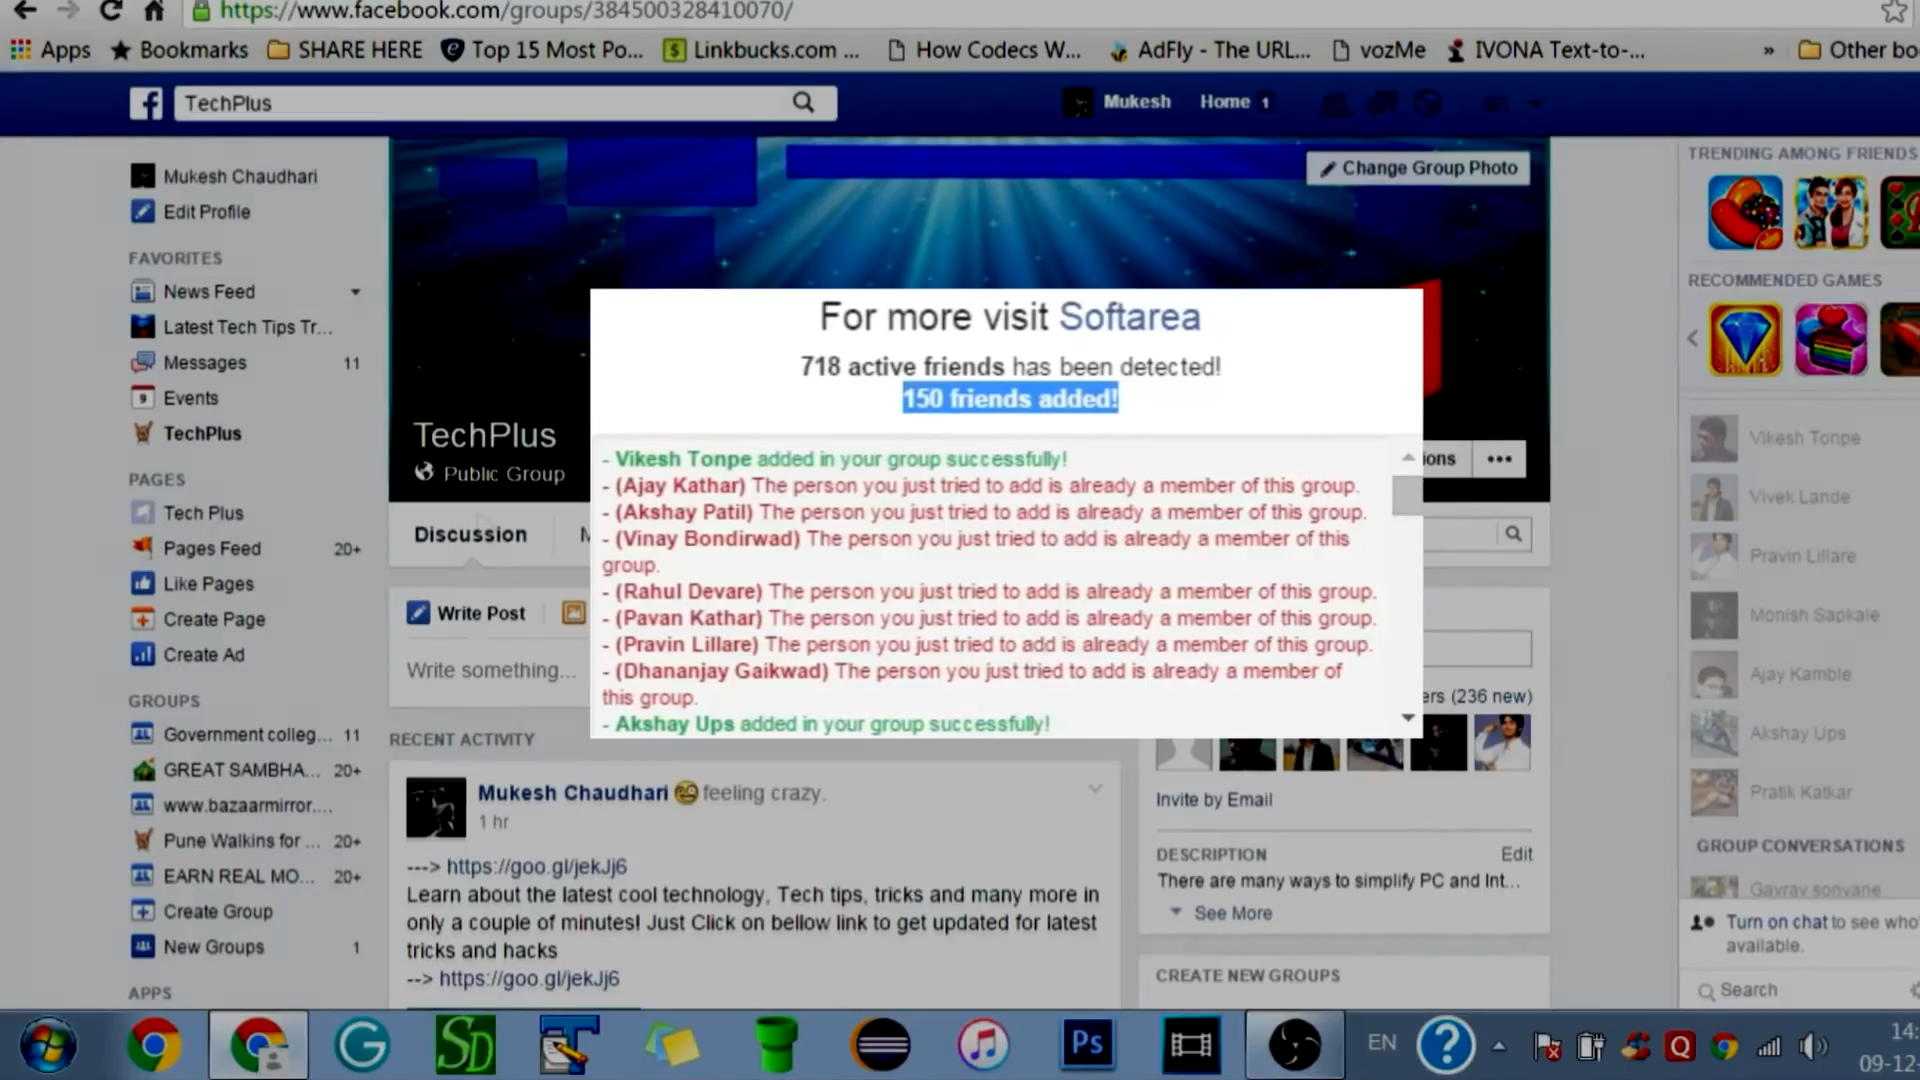 https://www.facebook.com/groups/384500328410070/
Apps Bookmarks SHARE HERE Top 15 Most Po... Linkbucks.com ... How Codecs W... AdFly - The URL... vozMe IVONA Text-to-... » Other bo
TechPlus
Mukesh Home 1
Mukesh Chaudhari
Edit Profile
FAVORITES
News Feed
Latest Tech Tips Tr...
Messages 11
Events
TechPlus
PAGES
Tech Plus
Pages Feed 20+
Like Pages
Create Page
Create Ad
GROUPS
Government colleg... 11
GREAT SAMBHA... 20+
www.bazaarmirror....
Pune Walkins for ... 20+
EARN REAL MO... 20+
Create Group
New Groups 1
APPS
Change Group Photo
TechPlus
Public Group
For more visit Softarea
718 active friends has been detected!
150 friends added!
- Vikesh Tonpe added in your group successfully!
- (Ajay Kathar) The person you just tried to add is already a member of this group.
- (Akshay Patil) The person you just tried to add is already a member of this group.
- (Vinay Bondirwad) The person you just tried to add is already a member of this
group.
- (Rahul Devare) The person you just tried to add is already a member of this group.
- (Pavan Kathar) The person you just tried to add is already a member of this group.
- (Pravin Lillare) The person you just tried to add is already a member of this group.
- (Dhananjay Gaikwad) The person you just tried to add is already a member of
this group.
- Akshay Ups added in your group successfully!
ions •••
Discussion M
Write Post
Write something...
RECENT ACTIVITY
Mukesh Chaudhari feeling crazy.
1 hr
---> https://goo.gl/jekJj6
Learn about the latest cool technology, Tech tips, tricks and many more in
only a couple of minutes! Just Click on bellow link to get updated for latest
tricks and hacks
--> https://goo.gl/jekJj6
ers (236 new)
Invite by Email
DESCRIPTION Edit
There are many ways to simplify PC and Int...
See More
CREATE NEW GROUPS
TRENDING AMONG FRIENDS
RECOMMENDED GAMES
Vikesh Tonpe
Vivek Lande
Pravin Lillare
Monish Sapkale
Ajay Kamble
Akshay Ups
Pratik Katkar
GROUP CONVERSATIONS
Gavrav sonvane
Turn on chat to see who'
available.
Search
G SD T Ps EN ? Q
14:
09-12